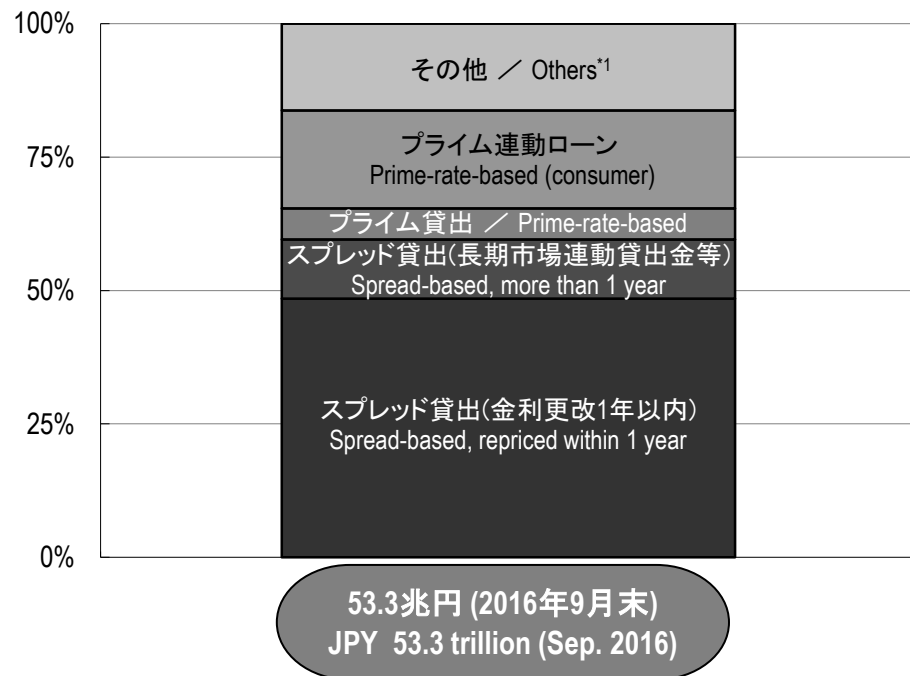 100%
75%
50%
25%
0%
その他 ／ Others*1
プライム連動ローン
Prime-rate-based (consumer)
プライム貸出 ／ Prime-rate-based
スプレッド貸出(長期市場連動貸出金等)
Spread-based, more than 1 year
スプレッド貸出(金利更改1年以内)
Spread-based, repriced within 1 year
53.3兆円 (2016年9月末)
JPY 53.3 trillion (Sep. 2016)